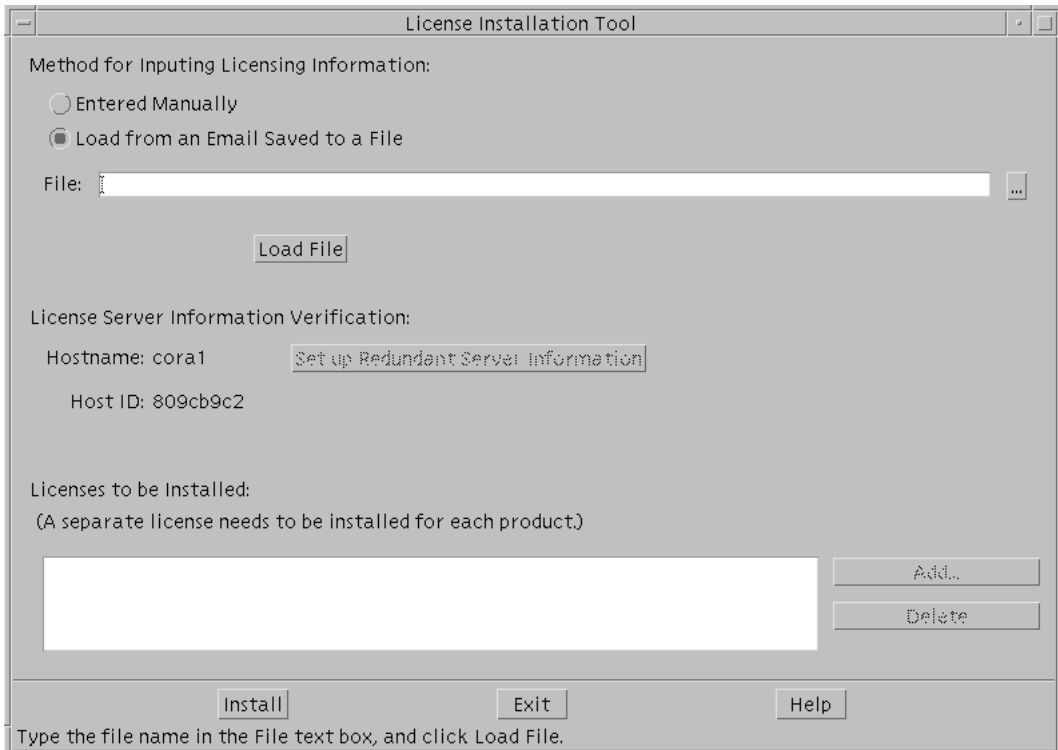 License Installation Tool
Method for Inputing Licensing Information:
Entered Manually
Load from an Email Saved to a File
File:
...
Load File
License Server Information Verification:
Hostname: cora1
Set up Redundant Server Information
Host ID: 809cb9c2
Licenses to be Installed:
(A separate license needs to be installed for each product.)
Add...
Delete
Install
Exit
Help
Type the file name in the File text box, and click Load File.